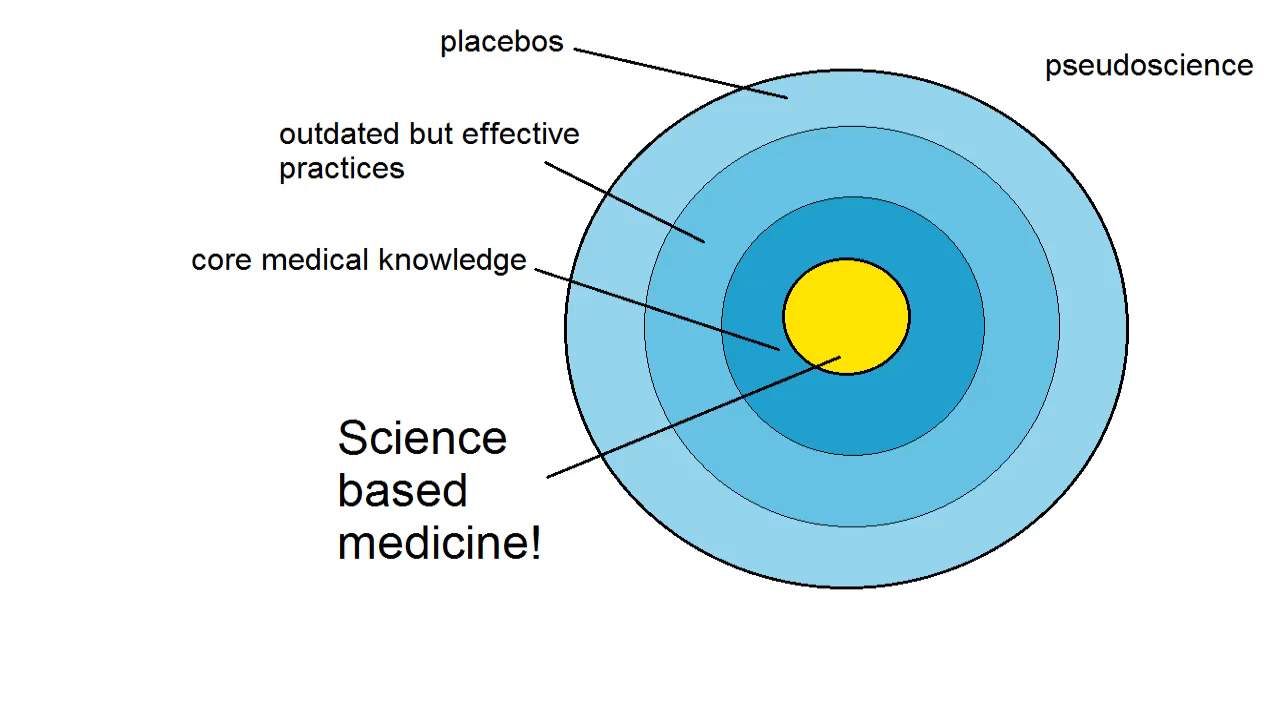 placebos
pseudoscience
outdated but effective
practices
core medical knowledge
Science
based
medicine!